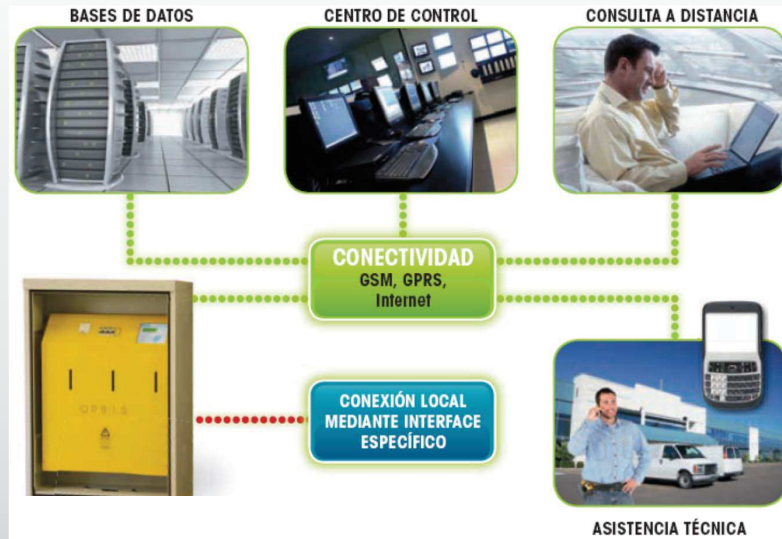 BASES DE DATOS
CENTRO DE CONTROL
CONSULTA A DISTANCIA
CONECTIVIDAD
GSM, GPRS,
Internet
ORBIS
CONEXIÓN LOCAL
MEDIANTE INTERFACE
ESPECÍFICO
ASISTENCIA TÉCNICA